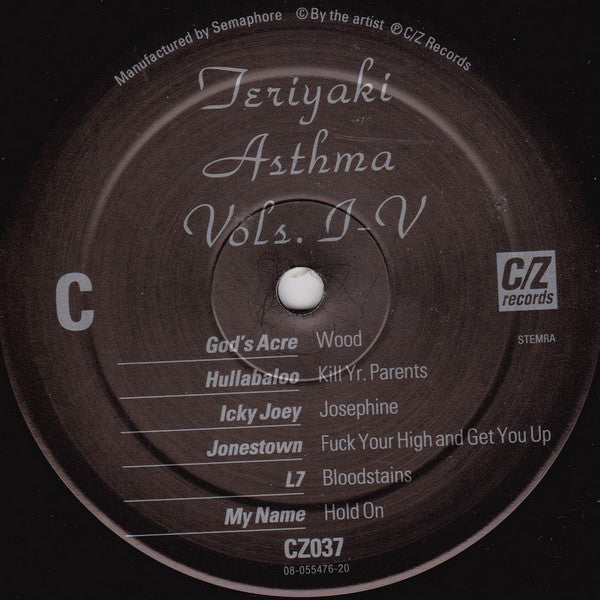 Manufactured by Semaphore ©By the artist ℗C/Z Records
Teriyaki
Asthma
Vols. I-V
C
C/Z
records
STEMRA
God's Acre Wood
Hullabaloo Kill Yr. Parents
Icky Joey Josephine
Jonestown Fuck Your High and Get You Up
L7 Bloodstains
My Name Hold On
CZ037
08-055476-20